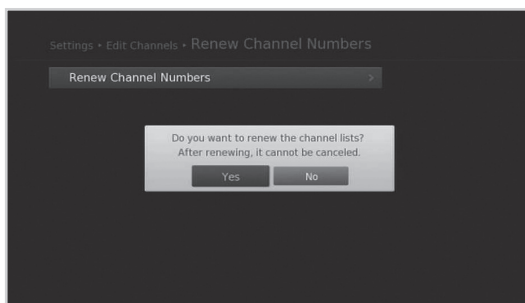 Settings • Edit Channels • Renew Channel Numbers
Renew Channel Numbers >
Do you want to renew the channel lists?
After renewing, it cannot be canceled.
Yes No